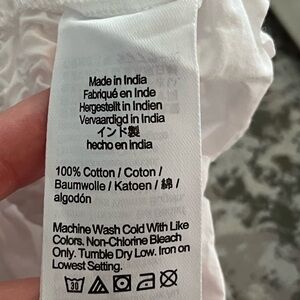 Made in India
Fabriqué en Inde
Hergestellt in Indien
Vervaardigd in India
インド製
hecho en india
100% Cotton / Coton /
Baumwolle / Katoen / 綿 /
algodón
Machine Wash Cold With Like
Colors. Non-Chlorine Bleach
Only. Tumble Dry Low. Iron on
Lowest Setting.
30